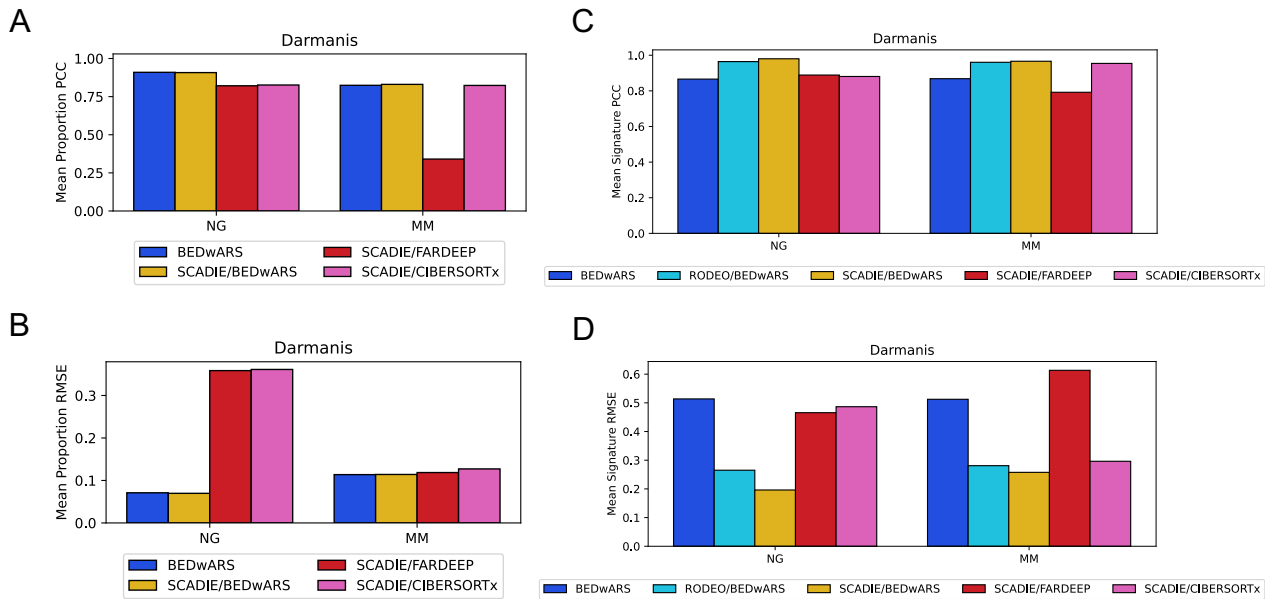 A
Darmanis
Mean Proportion PCC
1.00
0.75
0.50
0.25
0.00
NG MM
BEDwARS SCADIE/FARDEEP
SCADIE/BEDwARS SCADIE/CIBERSORTx
C
Darmanis
Mean Signature PCC
1.0
0.8
0.6
0.4
0.2
0.0
NG MM
BEDwARS RODEO/BEDwARS SCADIE/BEDwARS SCADIE/FARDEEP SCADIE/CIBERSORTx
B
Darmanis
Mean Proportion RMSE
0.3
0.2
0.1
0.0
NG MM
BEDwARS SCADIE/FARDEEP
SCADIE/BEDwARS SCADIE/CIBERSORTx
D
Darmanis
Mean Signature RMSE
0.6
0.5
0.4
0.3
0.2
0.1
0.0
NG MM
BEDwARS RODEO/BEDwARS SCADIE/BEDwARS SCADIE/FARDEEP SCADIE/CIBERSORTx